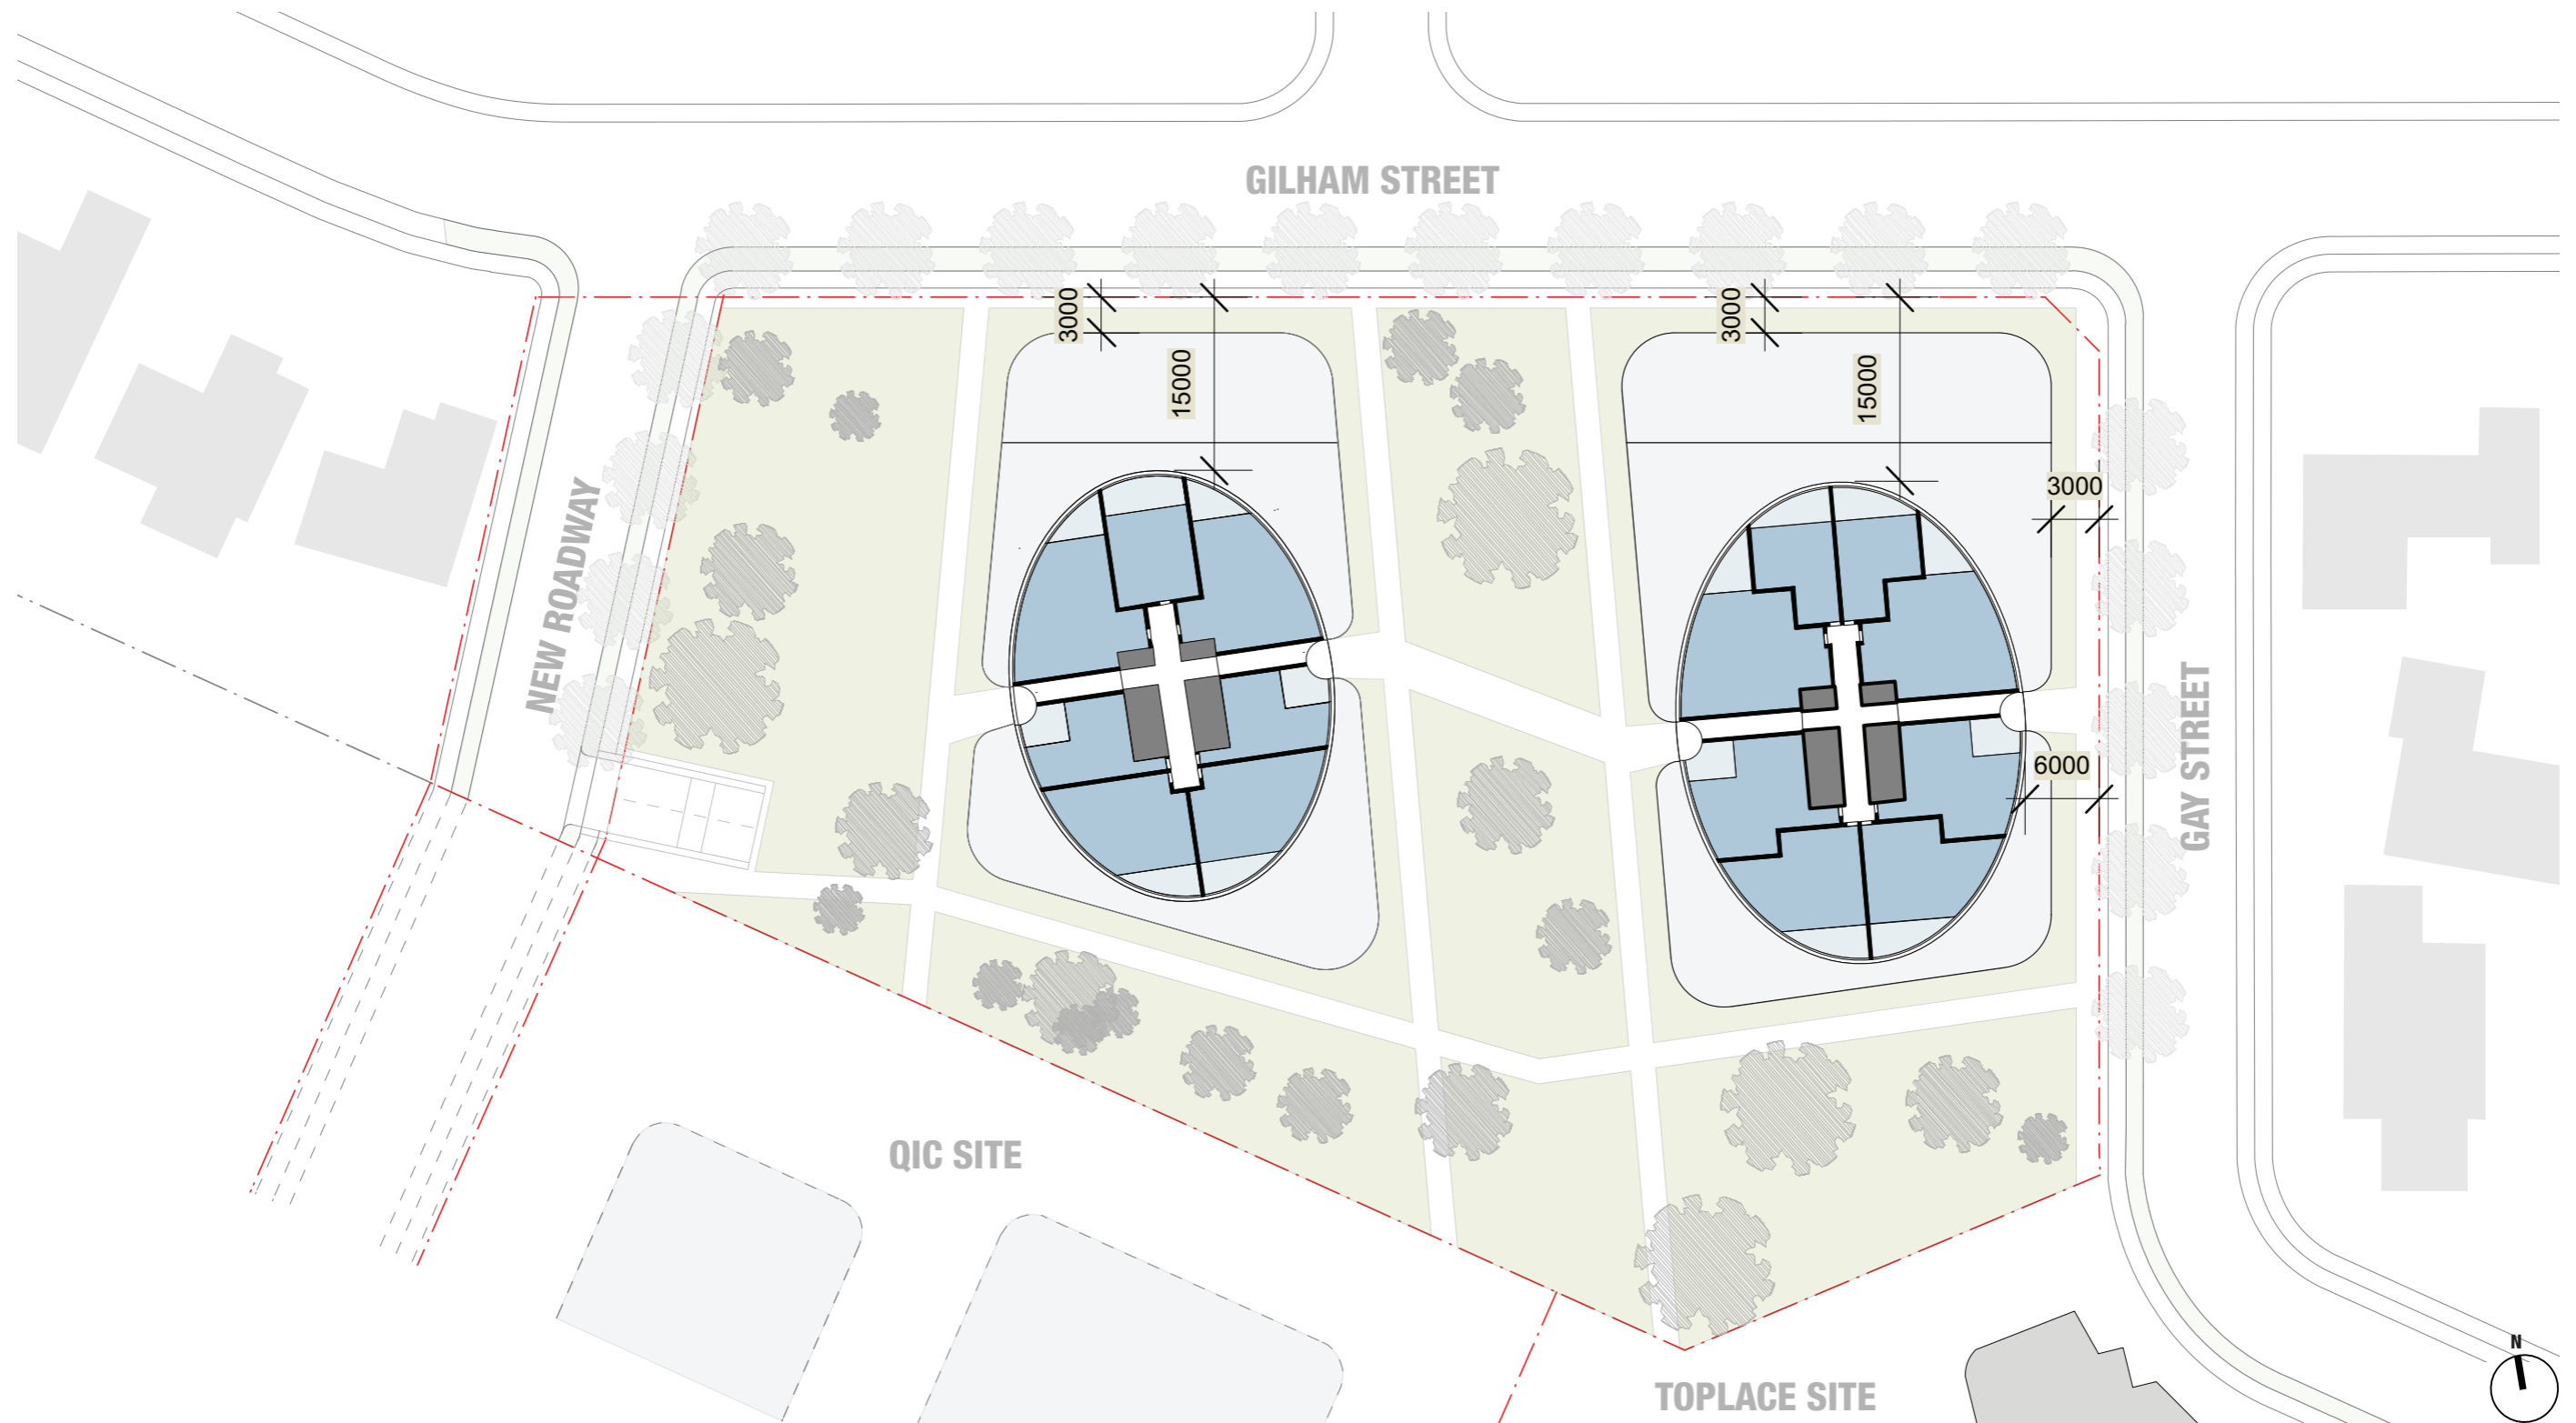 GILHAM STREET
3000
3000
15000
15000
3000
NEW ROADWAY
GAY STREET
6000
QIC SITE
N
TOPLACE SITE